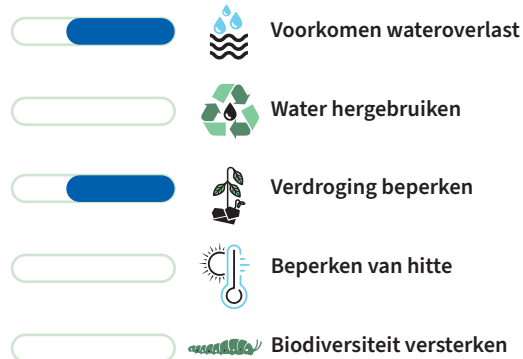 Voorkomen wateroverlast
Water hergebruiken
Verdroging beperken
Beperken van hitte
Biodiversiteit versterken